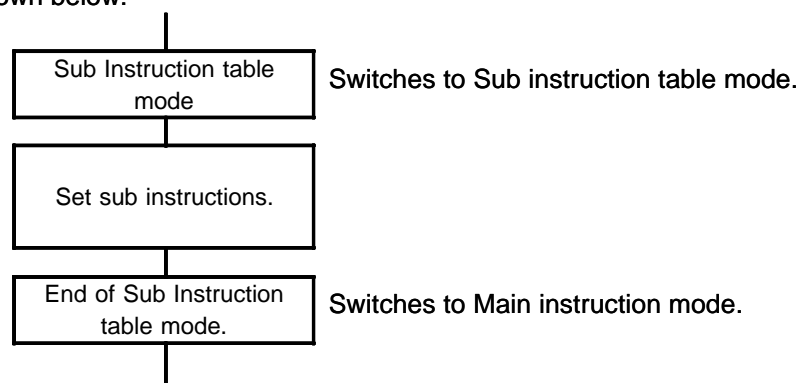 own below.
Sub Instruction table
mode
Switches to Sub instruction table mode.
Set sub instructions.
End of Sub Instruction
table mode.
Switches to Main instruction mode.